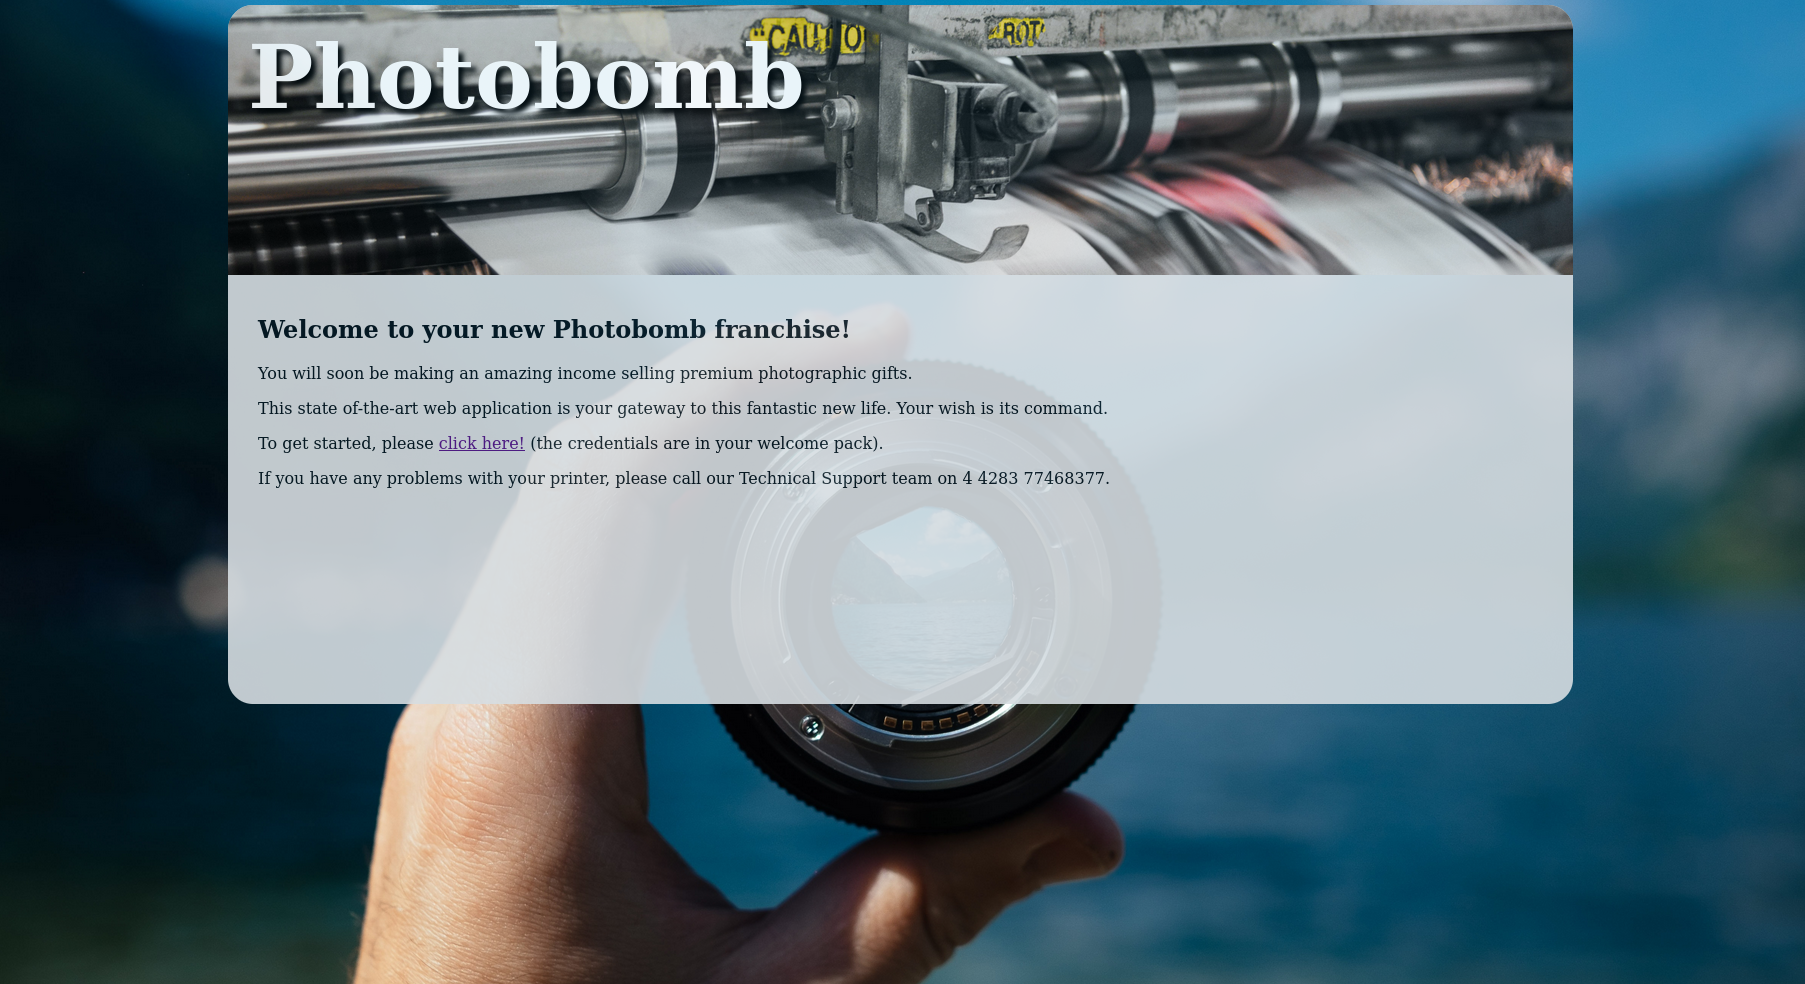 "CAUTIO
ROT
Photobomb
Welcome to your new Photobomb franchise!
You will soon be making an amazing income selling premium photographic gifts.
This state of-the-art web application is your gateway to this fantastic new life. Your wish is its command.
To get started, please click here! (the credentials are in your welcome pack).
If you have any problems with your printer, please call our Technical Support team on 4 4283 77468377.